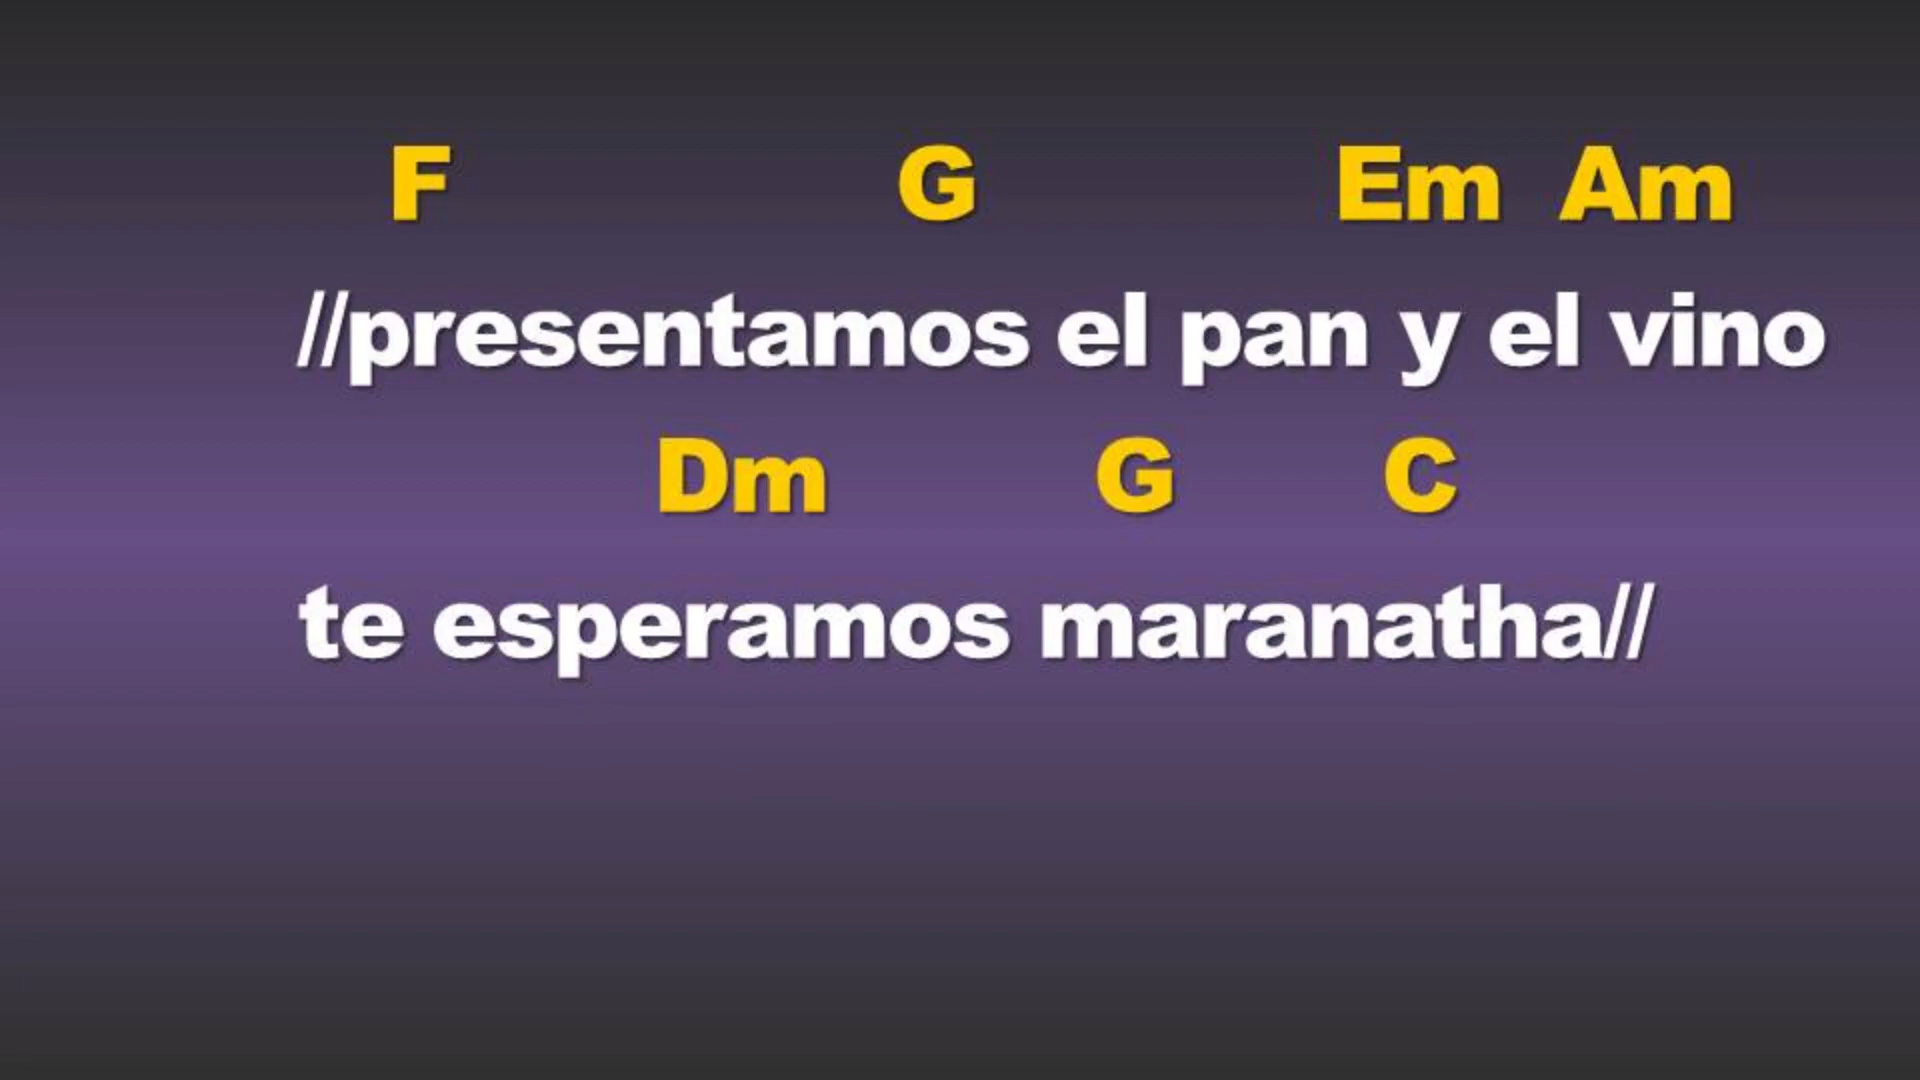 F G Em Am
//presentamos el pan y el vino
Dm G C
te esperamos maranatha//